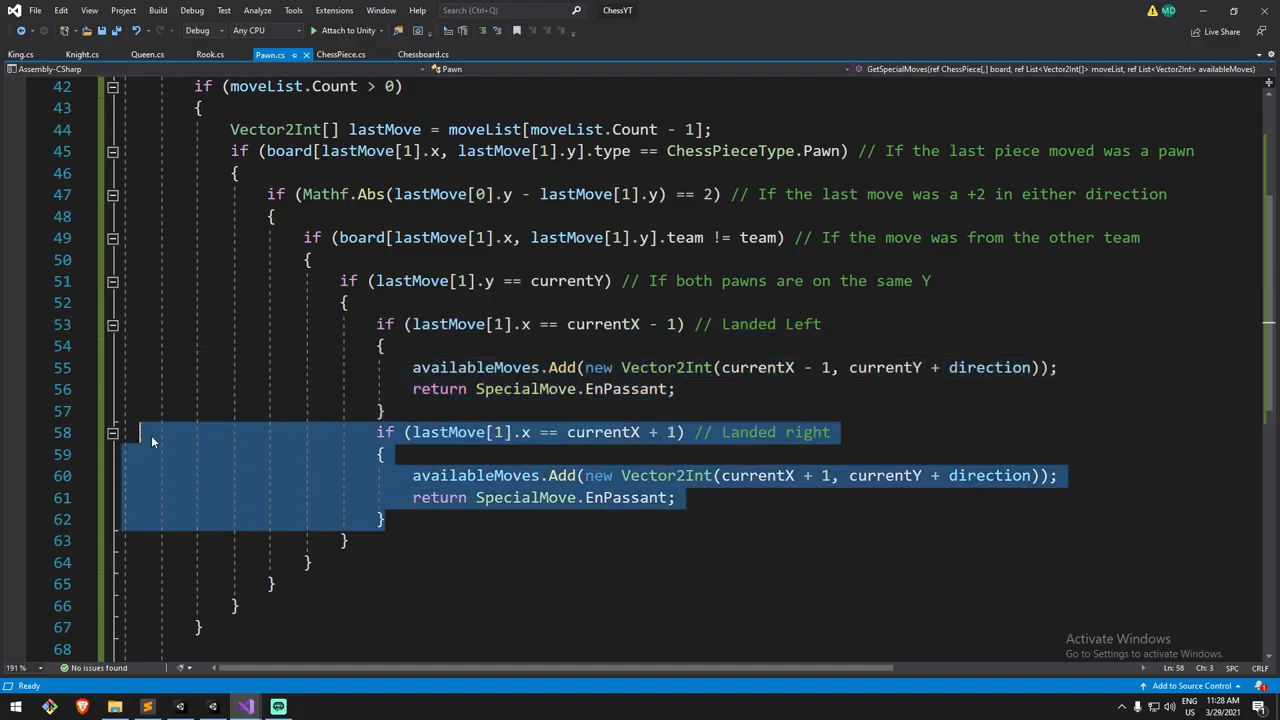 File Edit View Git Project Build Debug Test Analyze Tools Extensions Window Help Search (Ctrl+Q) ChessYT MD
Debug Any CPU Attach to Unity Live Share
King.cs Knight.cs Queen.cs Rook.cs Pawn.cs ChessPiece.cs Chessboard.cs
Assembly-CSharp Pawn GetSpecialMoves(ref ChessPiece[,] board, ref List<Vector2Int[]> moveList, ref List<Vector2Int> availableMoves)
42 if (moveList.Count > 0)
43 {
44 Vector2Int[] lastMove = moveList[moveList.Count - 1];
45 if (board[lastMove[1].x, lastMove[1].y].type == ChessPieceType.Pawn) // If the last piece moved was a pawn
46 {
47 if (Mathf.Abs(lastMove[0].y - lastMove[1].y) == 2) // If the last move was a +2 in either direction
48 {
49 if (board[lastMove[1].x, lastMove[1].y].team != team) // If the move was from the other team
50 {
51 if (lastMove[1].y == currentY) // If both pawns are on the same Y
52 {
53 if (lastMove[1].x == currentX - 1) // Landed Left
54 {
55 availableMoves.Add(new Vector2Int(currentX - 1, currentY + direction));
56 return SpecialMove.EnPassant;
57 }
58 if (lastMove[1].x == currentX + 1) // Landed right
59 {
60 availableMoves.Add(new Vector2Int(currentX + 1, currentY + direction));
61 return SpecialMove.EnPassant;
62 }
63 }
64 }
65 }
66 }
67 }
68
Activate Windows
Go to Settings to activate Windows.
191 % No issues found Ln: 58 Ch: 3 SPC CRLF
Ready Add to Source Control 1
ENG 11:28 AM
US 3/29/2021 1